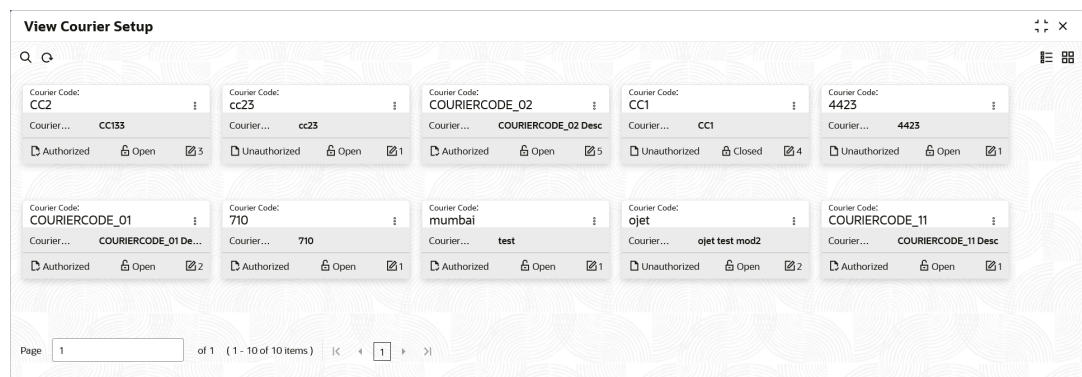 View Courier Setup
Courier Code: Courier Code: Courier Code: Courier Code: Courier Code:
CC2 cc23 COURIERCODE_02 CC1 4423
Courier... CC133 Courier... cc23 Courier... COURIERCODE_02 Desc Courier... CC1 Courier... 4423
Authorized Open 3 Unauthorized Open 1 Authorized Open 5 Unauthorized Closed 4 Unauthorized Open 1
Courier Code: Courier Code: Courier Code: Courier Code: Courier Code:
COURIERCODE_01 710 mumbai ojet COURIERCODE_11
Courier... COURIERCODE_01 De... Courier... 710 Courier... test Courier... ojet test mod2 Courier... COURIERCODE_11 Desc
Authorized Open 2 Authorized Open 1 Authorized Open 1 Unauthorized Open 2 Authorized Open 1
Page 1 of 1 ( 1 - 10 of 10 items ) 1